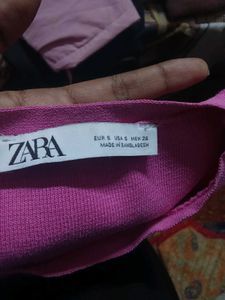 ZARA
EUR S USA S MEX 26
MADE IN BANGLADESH